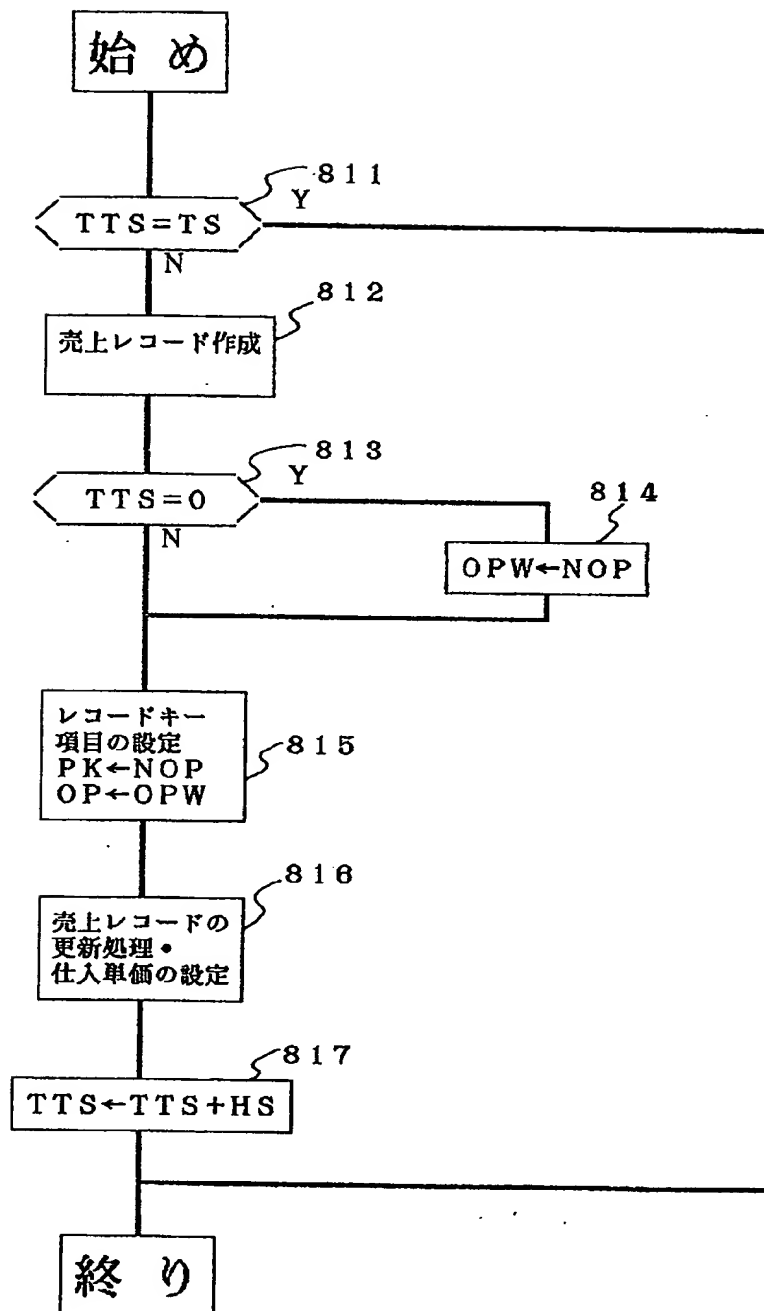 始め
811
Y
TTS=TS
N
812
売上レコード作成
813
Y
TTS=0
N
814
OPW←NOP
レコードキー
項目の設定
PK←NOP
OP←OPW
815
816
売上レコードの
更新処理・
仕入単価の設定
817
TTS←TTS+HS
終り